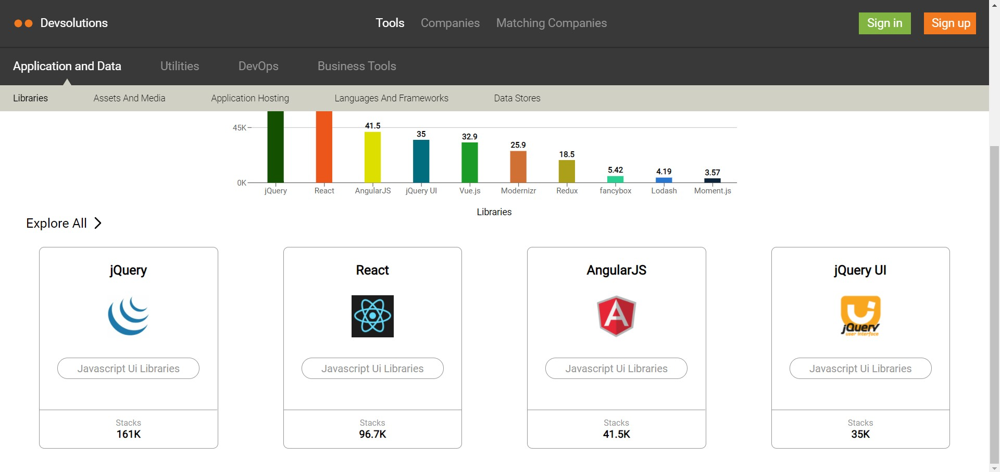 Devsolutions
Tools
Companies
Matching Companies
Sign in
Sign up
Application and Data
Utilities
DevOps
Business Tools
Libraries
Assets And Media
Application Hosting
Languages And Frameworks
Data Stores
45K
41.5
35
32.9
25.9
18.5
5.42
4.19
3.57
0K
jQuery
React
AngularJS
jQuery UI
Vue.js
Modernizr
Redux
fancybox
Lodash
Moment.js
Libraries
Explore All
jQuery
Javascript Ui Libraries
Stacks
161K
React
Javascript Ui Libraries
Stacks
96.7K
AngularJS
Javascript Ui Libraries
Stacks
41.5K
jQuery UI
jQuery
user interface
Javascript Ui Libraries
Stacks
35K